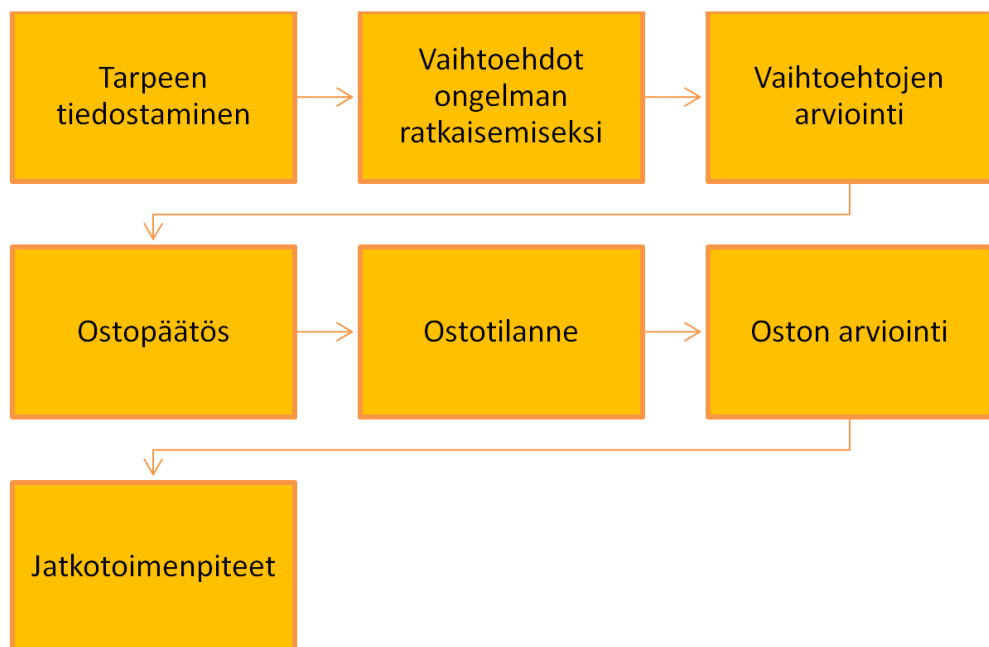 Tarpeen
tiedostaminen
Vaihtoehdot
ongelman
ratkaisemiseksi
Vaihtoehtojen
arviointi
Ostopäätös
Ostotilanne
Oston arviointi
Jatkotoimenpiteet